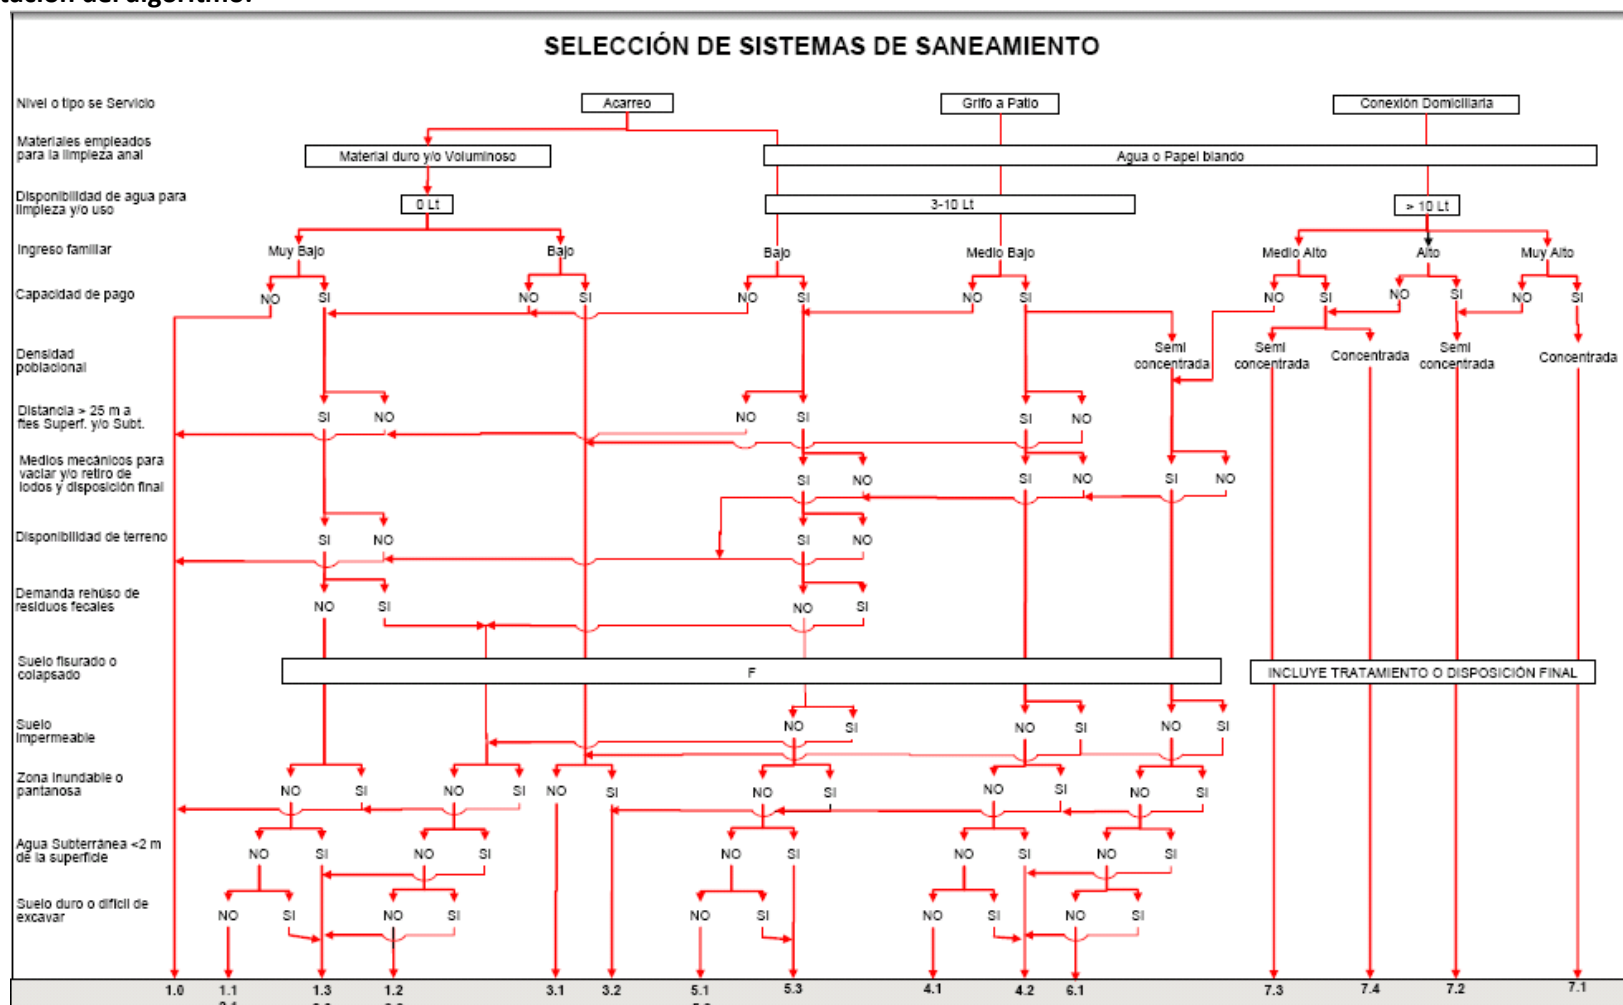 tación del algoritmo.
SELECCIÓN DE SISTEMAS DE SANEAMIENTO
Nivel o tipo se Servicio
Acarreo
Grifo a Patio
Conexión Domiciliaria
Materiales empleados
para la limpieza anal
Material duro y/o Voluminoso
Agua o Papel blando
Disponibilidad de agua para
limpieza y/o uso
0 Lt
3-10 Lt
> 10 Lt
Ingreso familiar
Muy Bajo
Bajo
Bajo
Medio Bajo
Medio Alto
Alto
Muy Alto
Capacidad de pago
NO SI NO SI NO SI NO SI NO SI NO SI NO SI
Densidad
poblacional
Semi
concentrada
Semi
concentrada
Concentrada
Semi
concentrada
Concentrada
Distancia > 25 m a
ftes Superf. y/o Subt.
SI NO NO SI SI NO
Medios mecánicos para
vaciar y/o retiro de
lodos y disposición final
SI NO SI NO SI NO
Disponibilidad de terreno
SI NO SI NO
Demanda rehúso de
residuos fecales
NO SI NO SI
Suelo fisurado o
colapsado
F
INCLUYE TRATAMIENTO O DISPOSICIÓN FINAL
Suelo
Impermeable
NO SI NO SI NO SI
Zona Inundable o
pantanosa
NO SI NO SI NO SI NO SI NO SI NO SI
Agua Subterránea <2 m
de la superficie
NO SI NO SI NO SI NO SI NO SI
Suelo duro o difícil de
excavar
NO SI NO SI NO SI NO SI NO SI
1.0 1.1 1.3 1.2 3.1 3.2 5.1 5.3 4.1 4.2 6.1 7.3 7.4 7.2 7.1